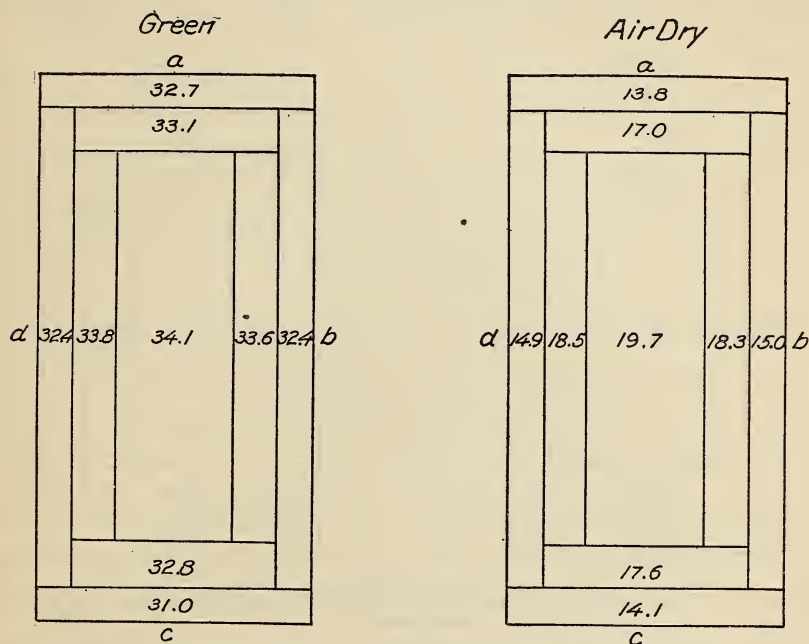 Green
a
32.7
33.1
d 32.4 33.8 34.1 33.6 32.4 b
32.8
31.0
c
Air Dry
a
13.8
17.0
d 14.9 18.5 19.7 18.3 15.0 b
17.6
14.1
c